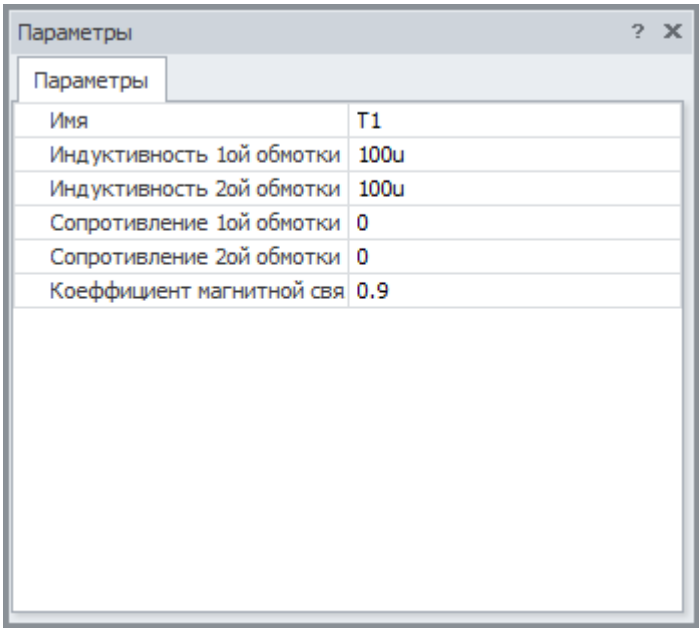 Параметры ? X
Параметры
Имя T1
Индуктивность 1ой обмотки 100u
Индуктивность 2ой обмотки 100u
Сопротивление 1ой обмотки 0
Сопротивление 2ой обмотки 0
Коеффициент магнитной свя 0.9